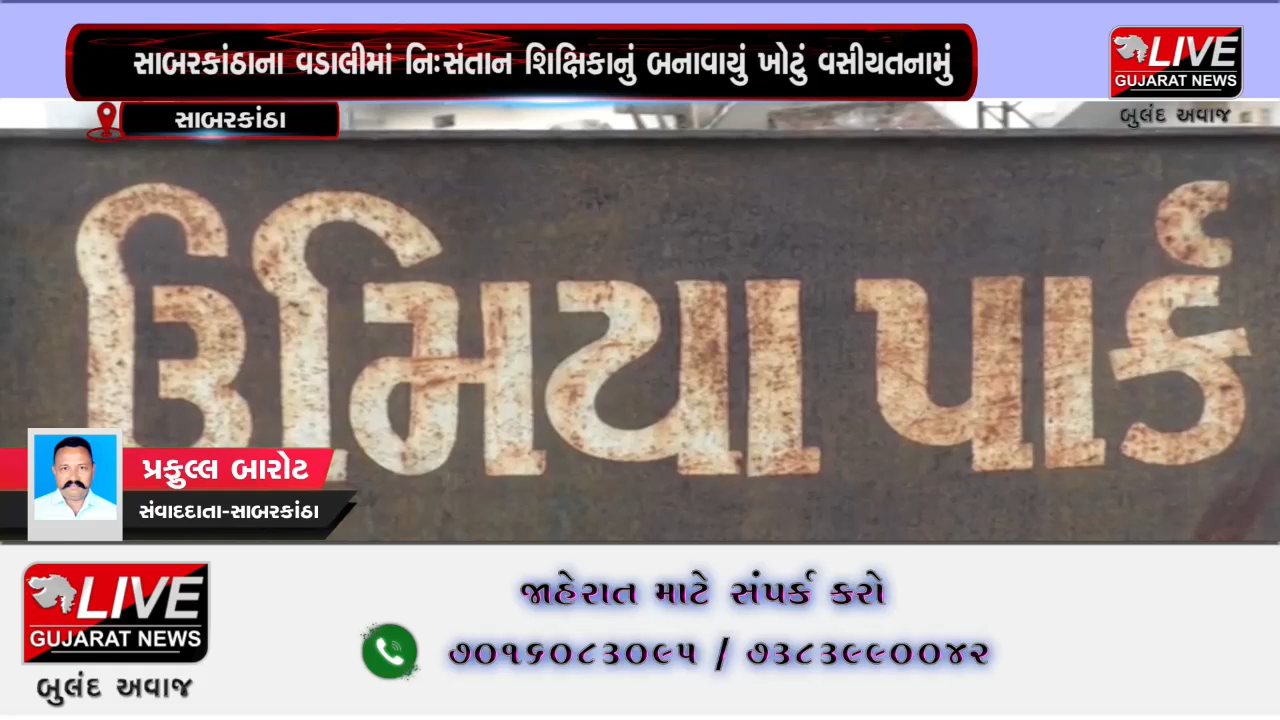 સાબરકાંઠાના વડાલીમાં નિઃસંતાન શિક્ષિકાનું બનાવાયું ખોટું વસીયતનામું
LIVE
GUJARAT NEWS
બુલંદ અવાજ
સાબરકાંઠા
ઉમિયા પાર્ક
પ્રફુલ્લ બારોટ
સંવાદદાતા-સાબરકાંઠા
LIVE
GUJARAT NEWS
બુલંદ અવાજ
જાહેરાત માટે સંપર્ક કરો
૭૦૧૬૦૮૩૦૯૫ / ૭૩૮૩૯૯૦૦૪૨